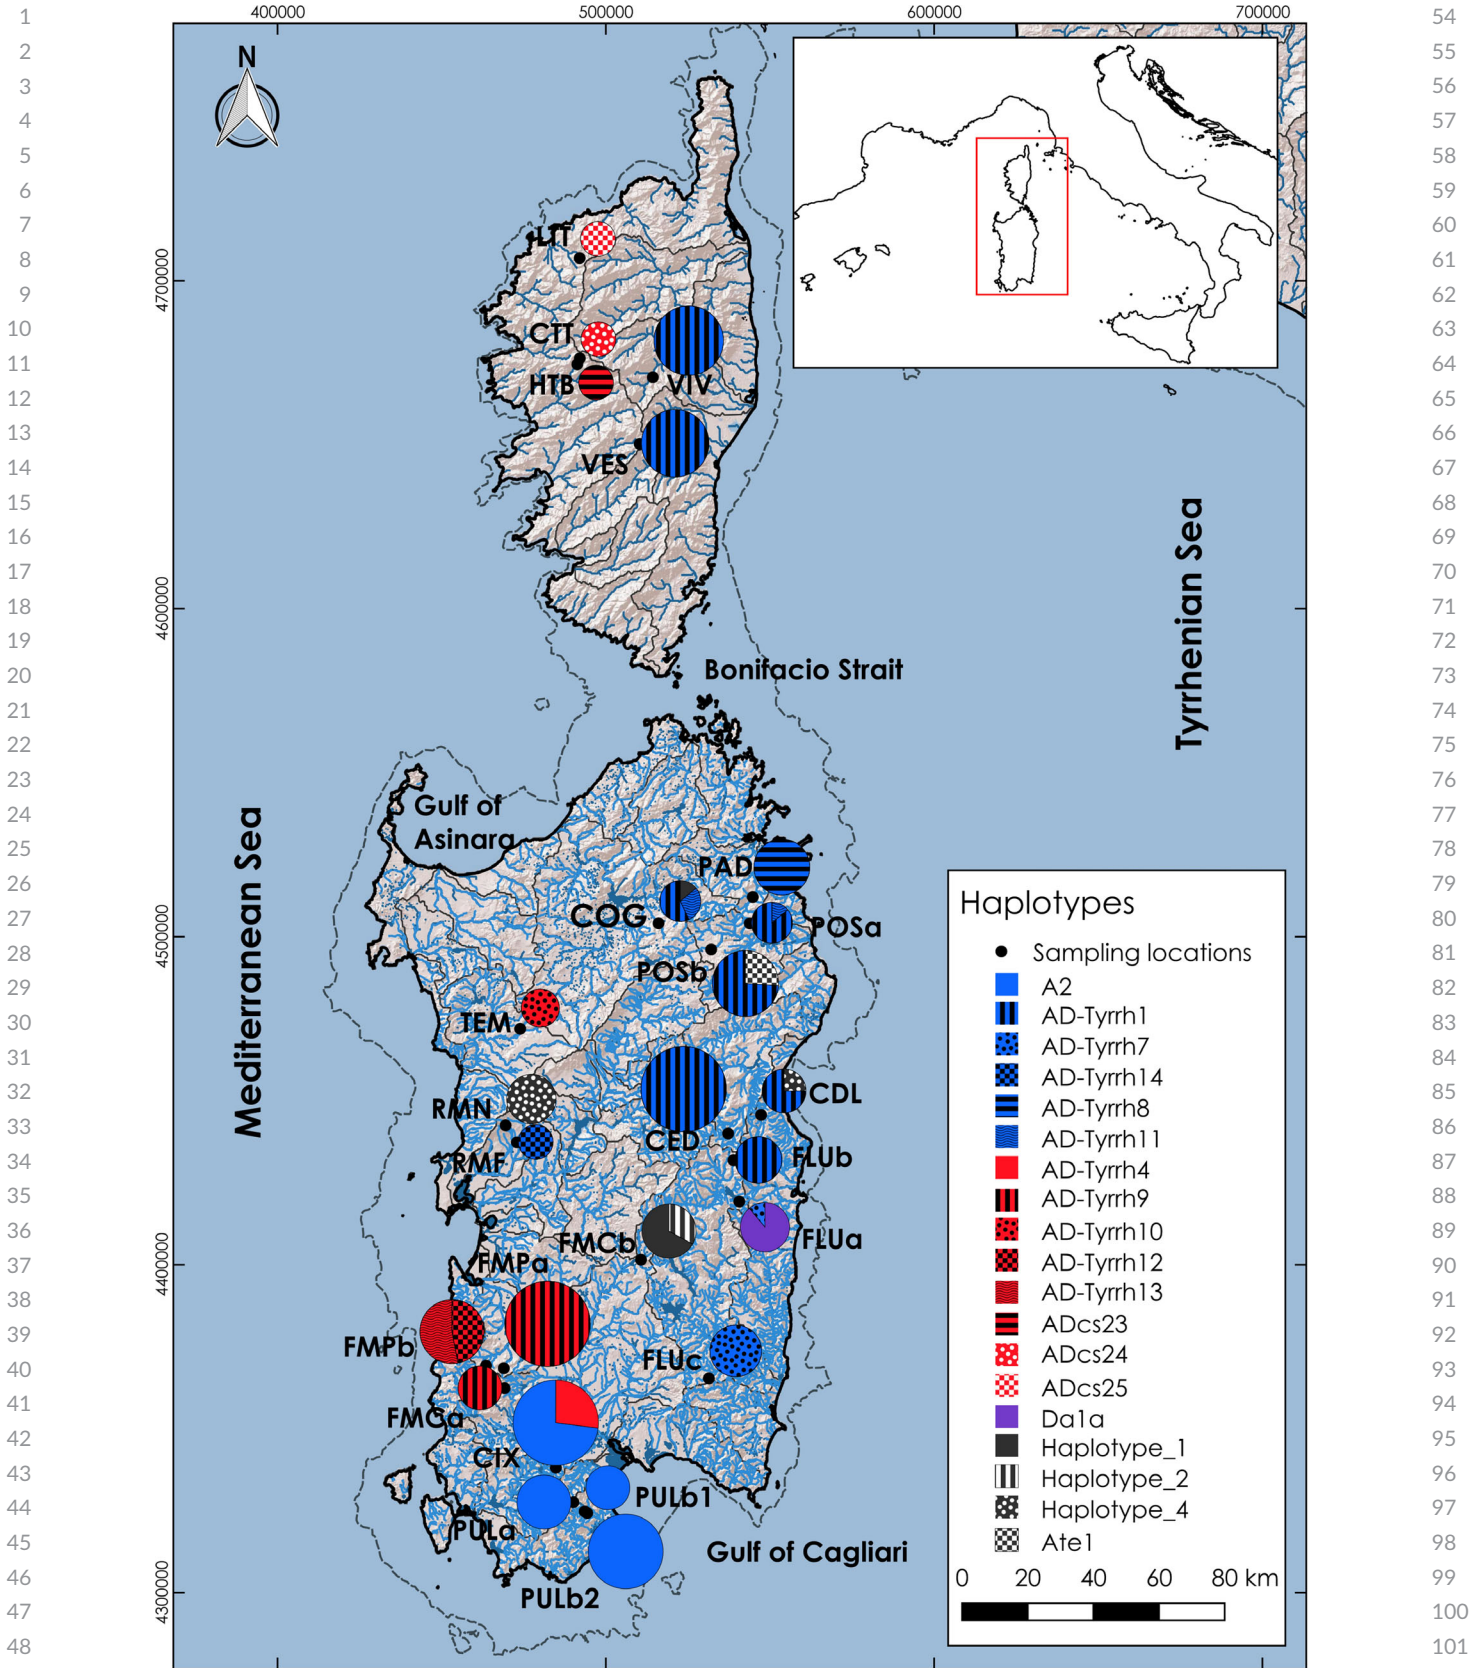 1
2
3
4
5
6
7
8
9
10
11
12
13
14
15
16
17
18
19
20
21
22
23
24
25
26
27
28
29
30
31
32
33
34
35
36
37
38
39
40
41
42
43
44
45
46
47
48
400000
500000
600000
700000
N
4700000
4600000
4500000
4400000
4300000
LIT
CTT
HTB
VIV
VES
Bonifacio Strait
Tyrrhenian Sea
Mediterranean Sea
Gulf of
Asinara
PAD
COG
POSa
POSb
TEM
RMN
CDL
CED
RMF
FLUb
FMCb
FLUa
FMPa
FMPb
FLUc
FMCa
CIX
PULb1
PULa
Gulf of Cagliari
PULb2
Haplotypes
Sampling locations
A2
AD-Tyrrh1
AD-Tyrrh7
AD-Tyrrh14
AD-Tyrrh8
AD-Tyrrh11
AD-Tyrrh4
AD-Tyrrh9
AD-Tyrrh10
AD-Tyrrh12
AD-Tyrrh13
ADcs23
ADcs24
ADcs25
Da1a
Haplotype_1
Haplotype_2
Haplotype_4
Ate1
0 20 40 60 80 km
54
55
56
57
58
59
60
61
62
63
64
65
66
67
68
69
70
71
72
73
74
75
76
77
78
79
80
81
82
83
84
85
86
87
88
89
90
91
92
93
94
95
96
97
98
99
100
101